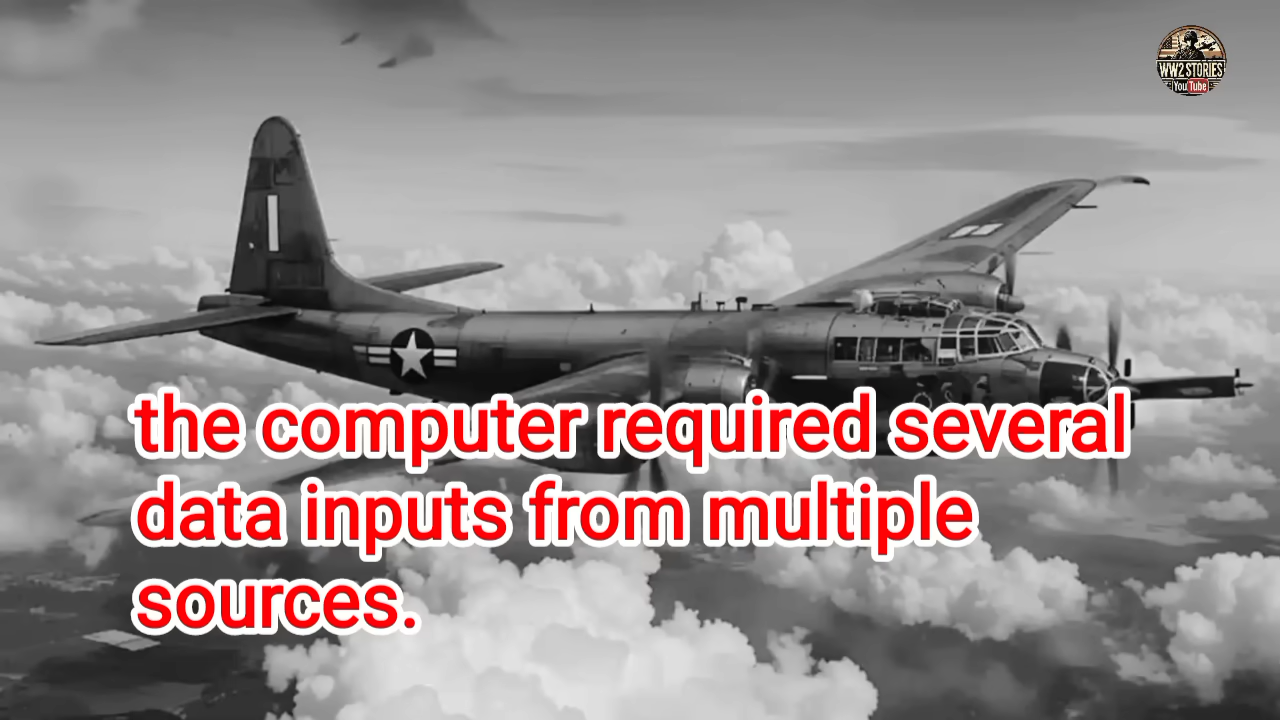 WW2 STORIES
YouTube
the computer required several
data inputs from multiple
sources.